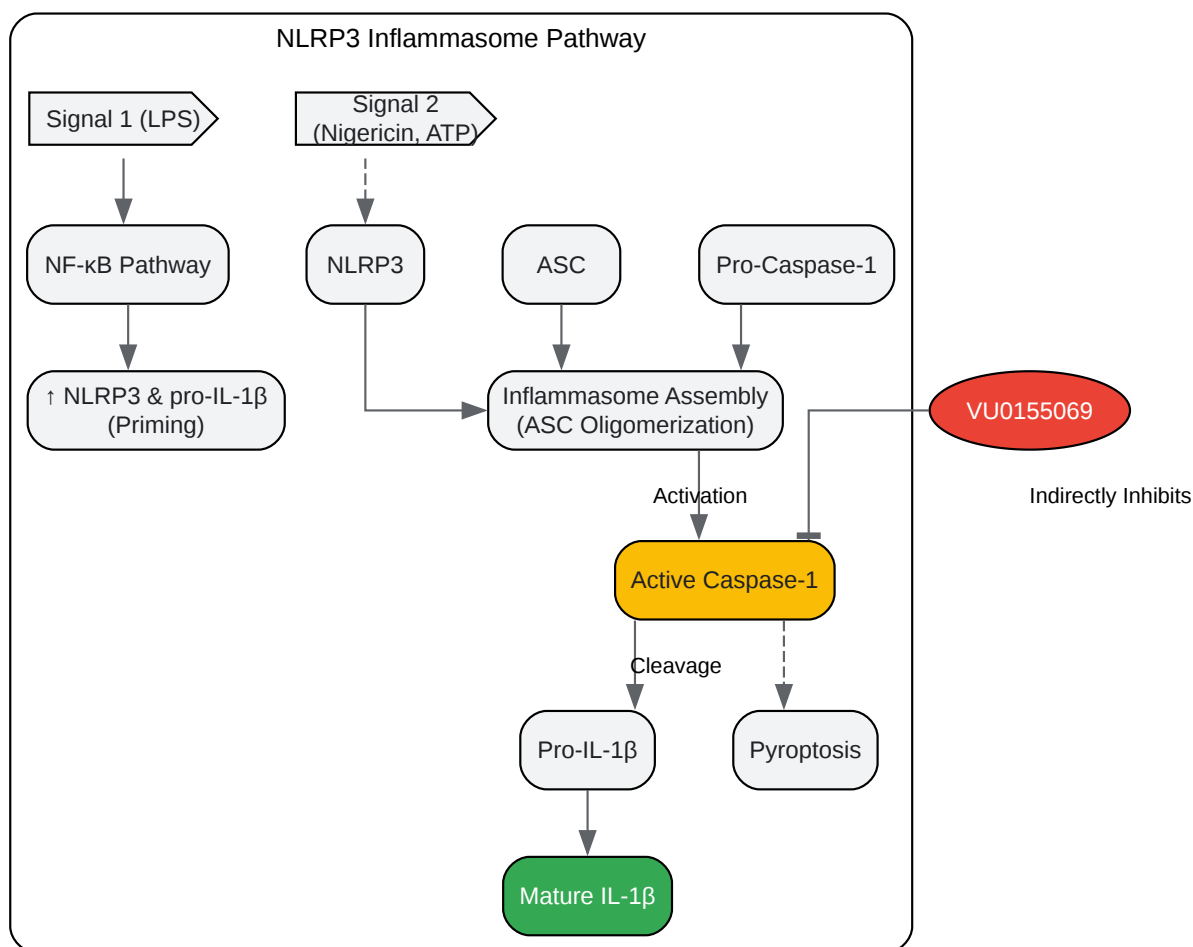 NLRP3 Inflammasome Pathway
Signal 1 (LPS)
Signal 2
(Nigericin, ATP)
NF-κB Pathway
NLRP3
ASC
Pro-Caspase-1
↑ NLRP3 & pro-IL-1β
(Priming)
Inflammasome Assembly
(ASC Oligomerization)
VU0155069
Activation
Indirectly Inhibits
Active Caspase-1
Cleavage
Pro-IL-1β
Pyroptosis
Mature IL-1β